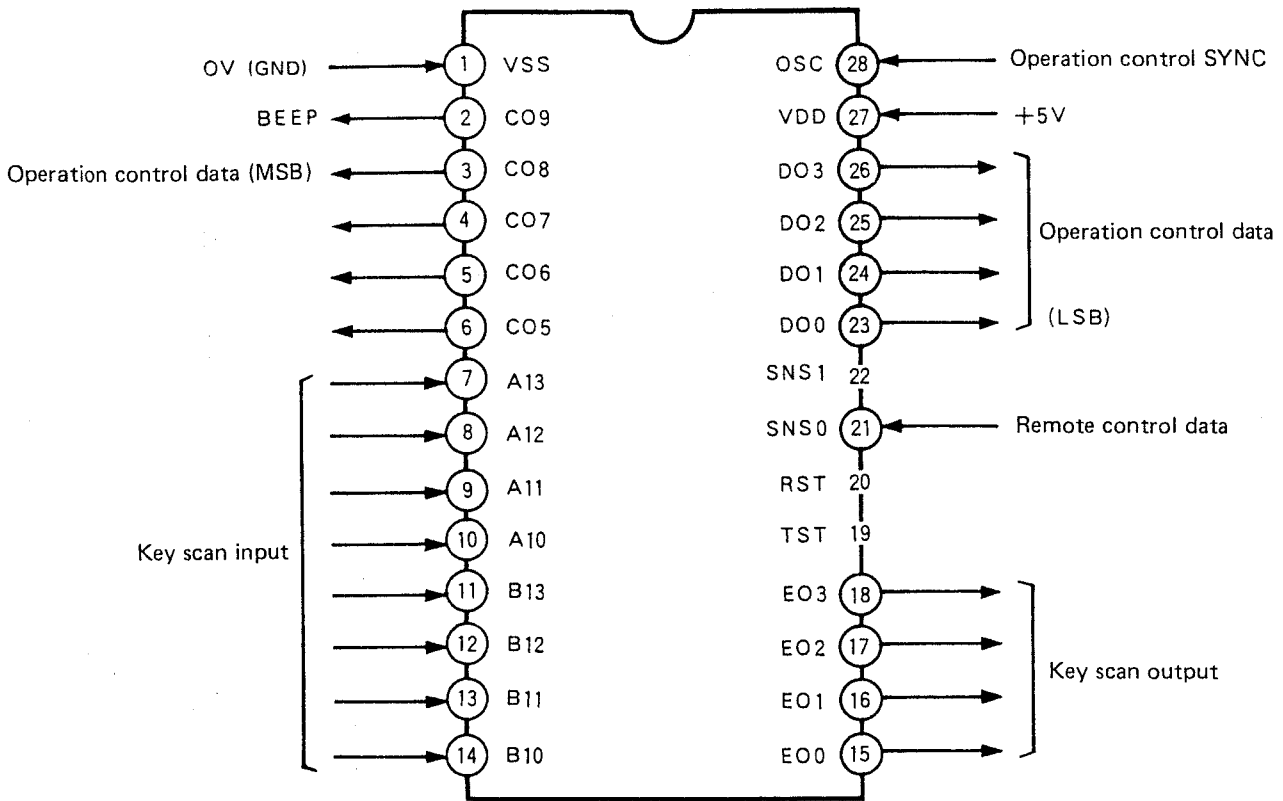 OV (GND) 1 VSS OSC 28 Operation control SYNC
BEEP 2 CO9 VDD 27 +5V
Operation control data (MSB) 3 CO8 DO3 26
4 CO7 DO2 25 Operation control data
5 CO6 DO1 24
6 CO5 DO0 23 (LSB)
7 A13 SNS1 22
8 A12 SNS0 21 Remote control data
9 A11 RST 20
Key scan input 10 A10 TST 19
11 B13 EO3 18
12 B12 EO2 17 Key scan output
13 B11 EO1 16
14 B10 EO0 15